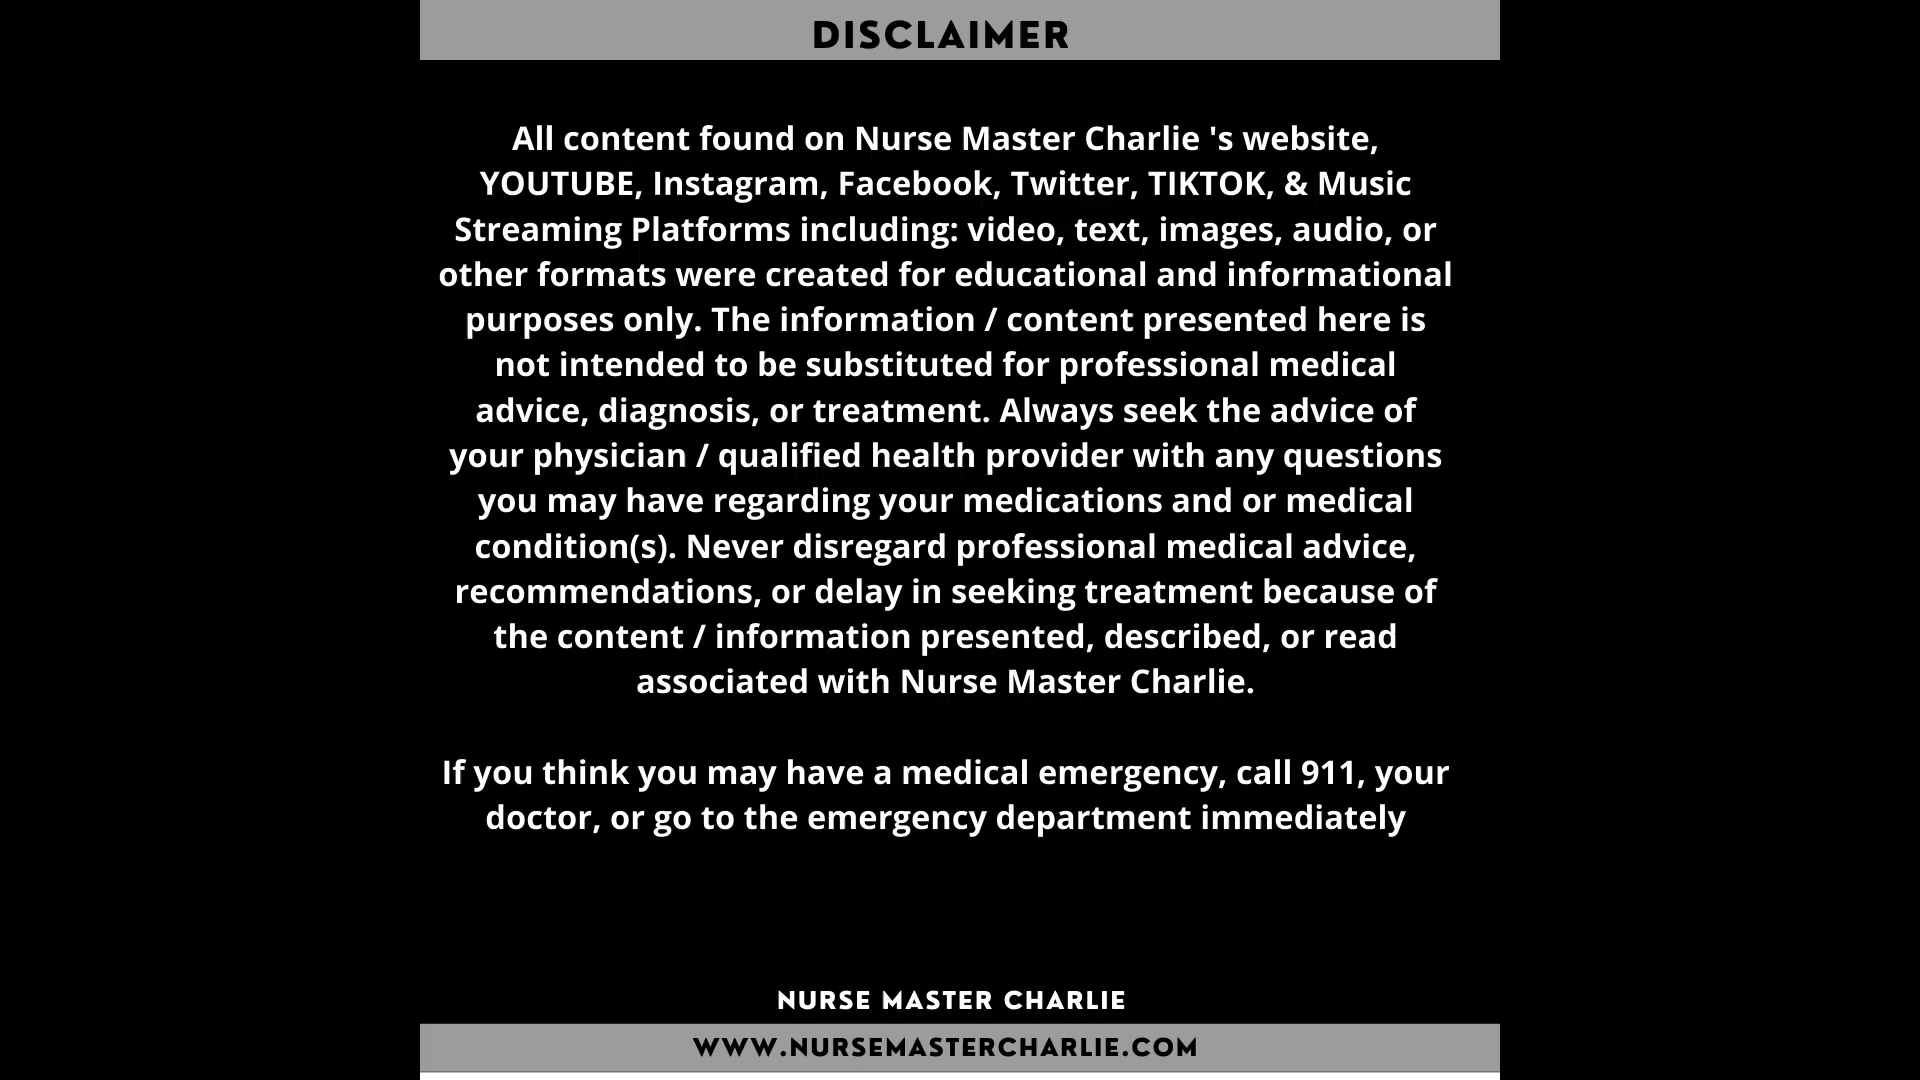 DISCLAIMER
All content found on Nurse Master Charlie 's website,
YOUTUBE, Instagram, Facebook, Twitter, TIKTOK, & Music
Streaming Platforms including: video, text, images, audio, or
other formats were created for educational and informational
purposes only. The information / content presented here is
not intended to be substituted for professional medical
advice, diagnosis, or treatment. Always seek the advice of
your physician / qualified health provider with any questions
you may have regarding your medications and or medical
condition(s). Never disregard professional medical advice,
recommendations, or delay in seeking treatment because of
the content / information presented, described, or read
associated with Nurse Master Charlie.
If you think you may have a medical emergency, call 911, your
doctor, or go to the emergency department immediately
NURSE MASTER CHARLIE
WWW.NURSEMASTERCHARLIE.COM